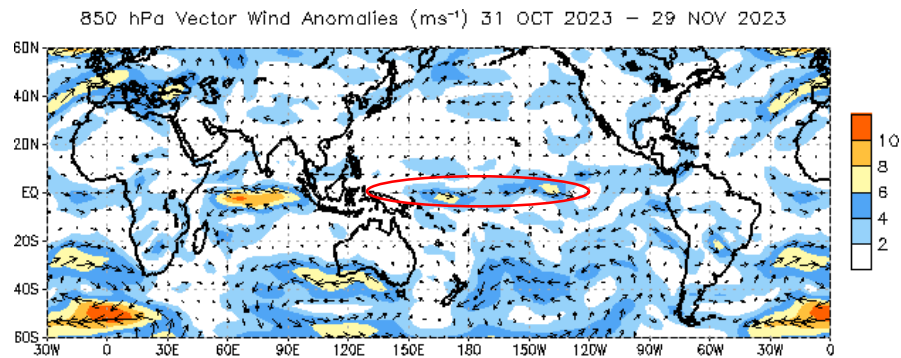 850 hPa Vector Wind Anomalies (ms⁻¹) 31 OCT 2023 – 29 NOV 2023
60N
40N
20N
EQ
20S
40S
60S
30W 0 30E 60E 90E 120E 150E 180 150W 120W 90W 60W 30W 0
10
8
6
4
2